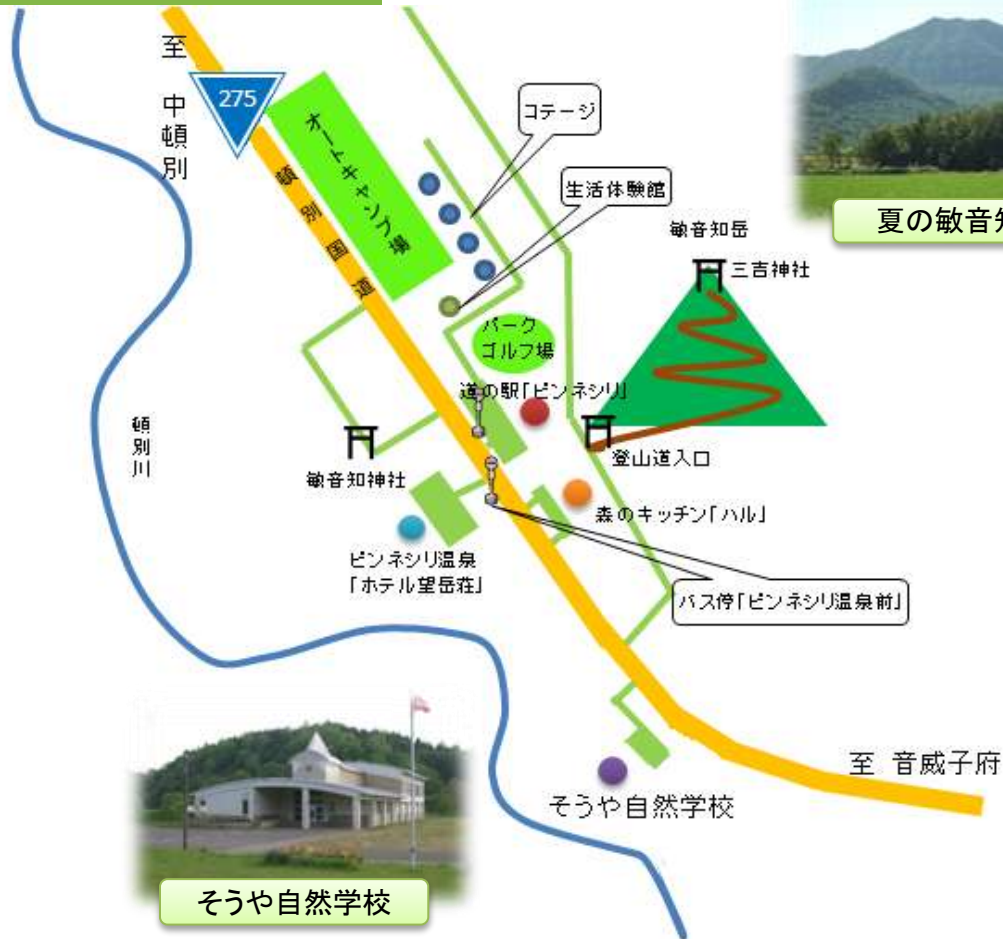 至 中頓別
275
オートキャンプ場
頓別国道
コテージ
生活体験館
夏の敏音知
敏音知岳
三吉神社
パーク
ゴルフ場
道の駅「ピンネシリ」
登山道入口
頓別川
敏音知神社
森のキッチン「ハル」
ピンネシリ温泉
「ホテル望岳荘」
バス停「ピンネシリ温泉前」
至 音威子府
そうや自然学校
そうや自然学校